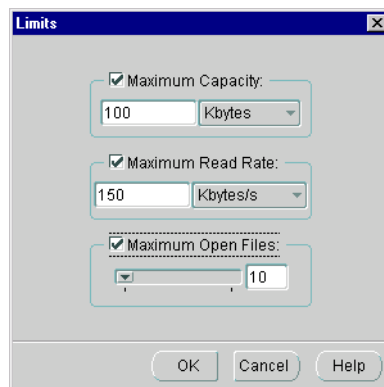 Limits
Maximum Capacity:
100 Kbytes
Maximum Read Rate:
150 Kbytes/s
Maximum Open Files:
10
OK Cancel Help